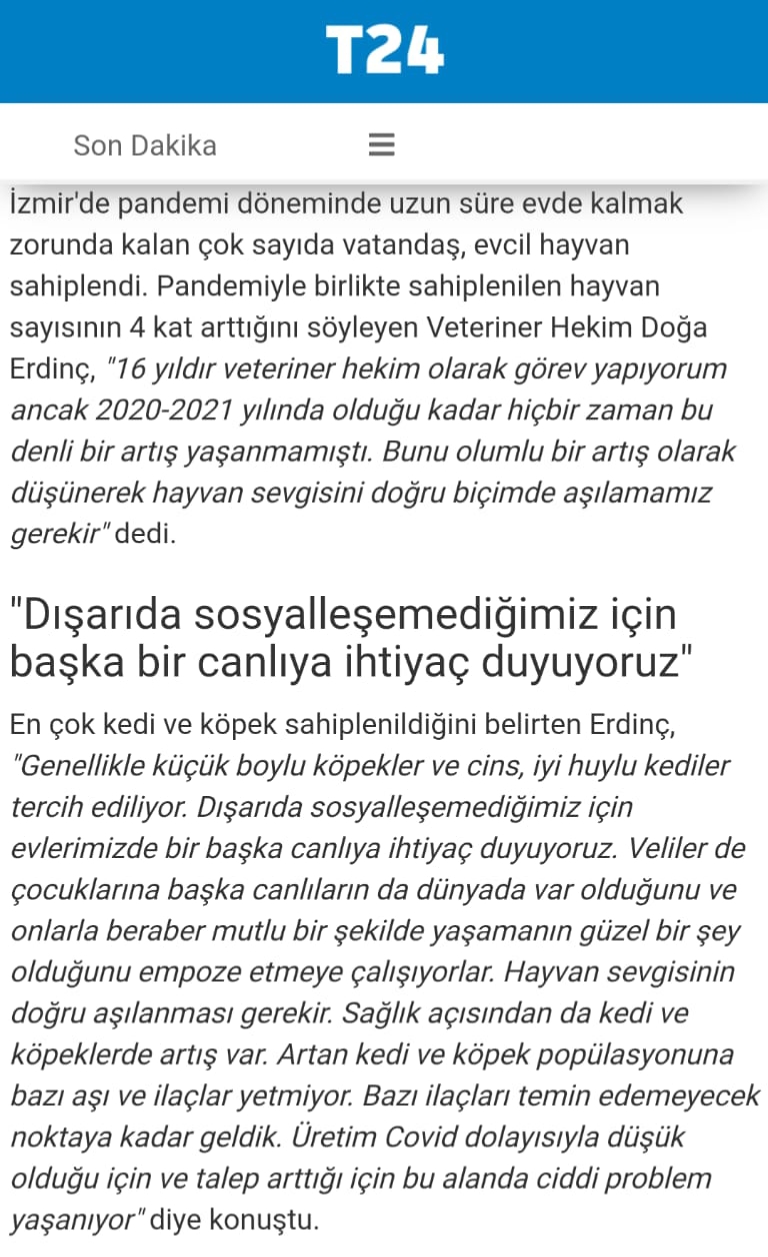 T24
Son Dakika
İzmir'de pandemi döneminde uzun süre evde kalmak
zorunda kalan çok sayıda vatandaş, evcil hayvan
sahiplendi. Pandemiyle birlikte sahiplenilen hayvan
sayısının 4 kat arttığını söyleyen Veteriner Hekim Doğa
Erdinç, "16 yıldır veteriner hekim olarak görev yapıyorum
ancak 2020-2021 yılında olduğu kadar hiçbir zaman bu
denli bir artış yaşanmamıştı. Bunu olumlu bir artış olarak
düşünerek hayvan sevgisini doğru biçimde aşılamamız
gerekir" dedi.
"Dışarıda sosyalleşemediğimiz için
başka bir canlıya ihtiyaç duyuyoruz"
En çok kedi ve köpek sahiplenildiğini belirten Erdinç,
"Genellikle küçük boylu köpekler ve cins, iyi huylu kediler
tercih ediliyor. Dışarıda sosyalleşemediğimiz için
evlerimizde bir başka canlıya ihtiyaç duyuyoruz. Veliler de
çocuklarına başka canlıların da dünyada var olduğunu ve
onlarla beraber mutlu bir şekilde yaşamanın güzel bir şey
olduğunu empoze etmeye çalışıyorlar. Hayvan sevgisinin
doğru aşılanması gerekir. Sağlık açısından da kedi ve
köpeklerde artış var. Artan kedi ve köpek popülasyonuna
bazı aşı ve ilaçlar yetmiyor. Bazı ilaçları temin edemeyecek
noktaya kadar geldik. Üretim Covid dolayısıyla düşük
olduğu için ve talep arttığı için bu alanda ciddi problem
yaşanıyor" diye konuştu.